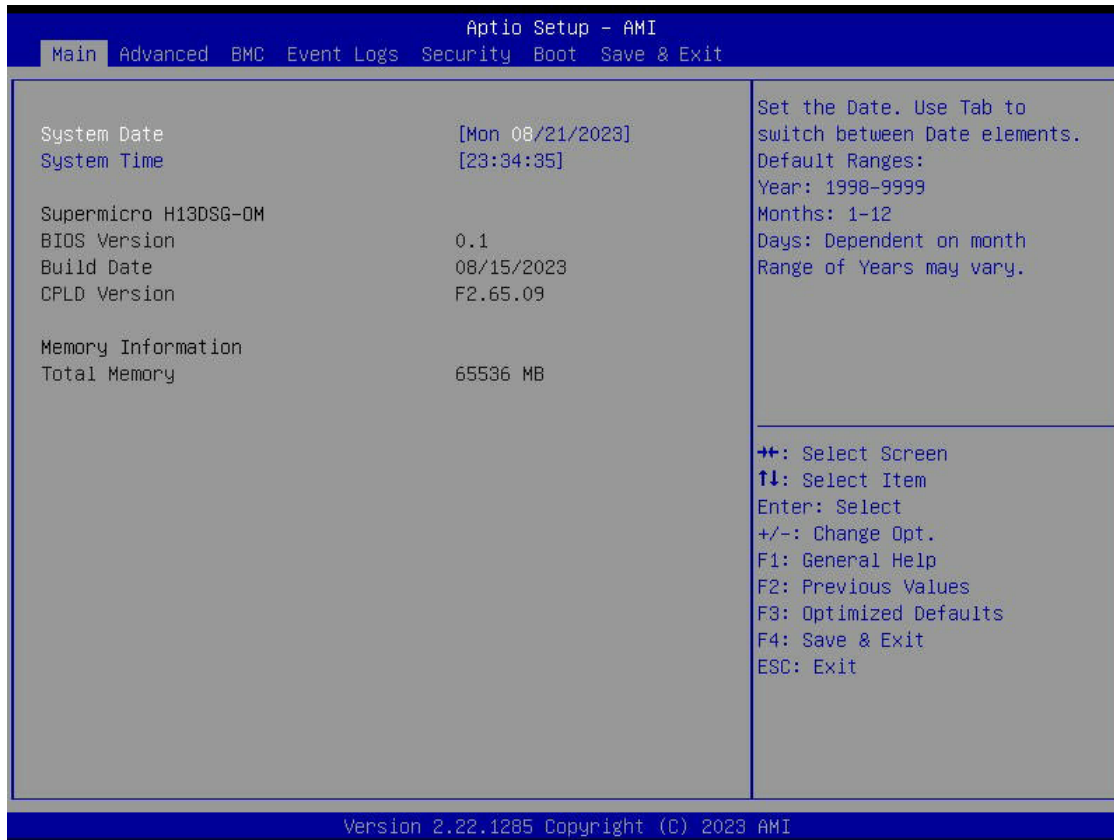 Aptio Setup – AMI
Main Advanced BMC Event Logs Security Boot Save & Exit
System Date [Mon 08/21/2023]
System Time [23:34:35]
Supermicro H13DSG-OM
BIOS Version 0.1
Build Date 08/15/2023
CPLD Version F2.65.09
Memory Information
Total Memory 65536 MB
Set the Date. Use Tab to
switch between Date elements.
Default Ranges:
Year: 1998-9999
Months: 1-12
Days: Dependent on month
Range of Years may vary.
→←: Select Screen
↑↓: Select Item
Enter: Select
+/-: Change Opt.
F1: General Help
F2: Previous Values
F3: Optimized Defaults
F4: Save & Exit
ESC: Exit
Version 2.22.1285 Copyright (C) 2023 AMI